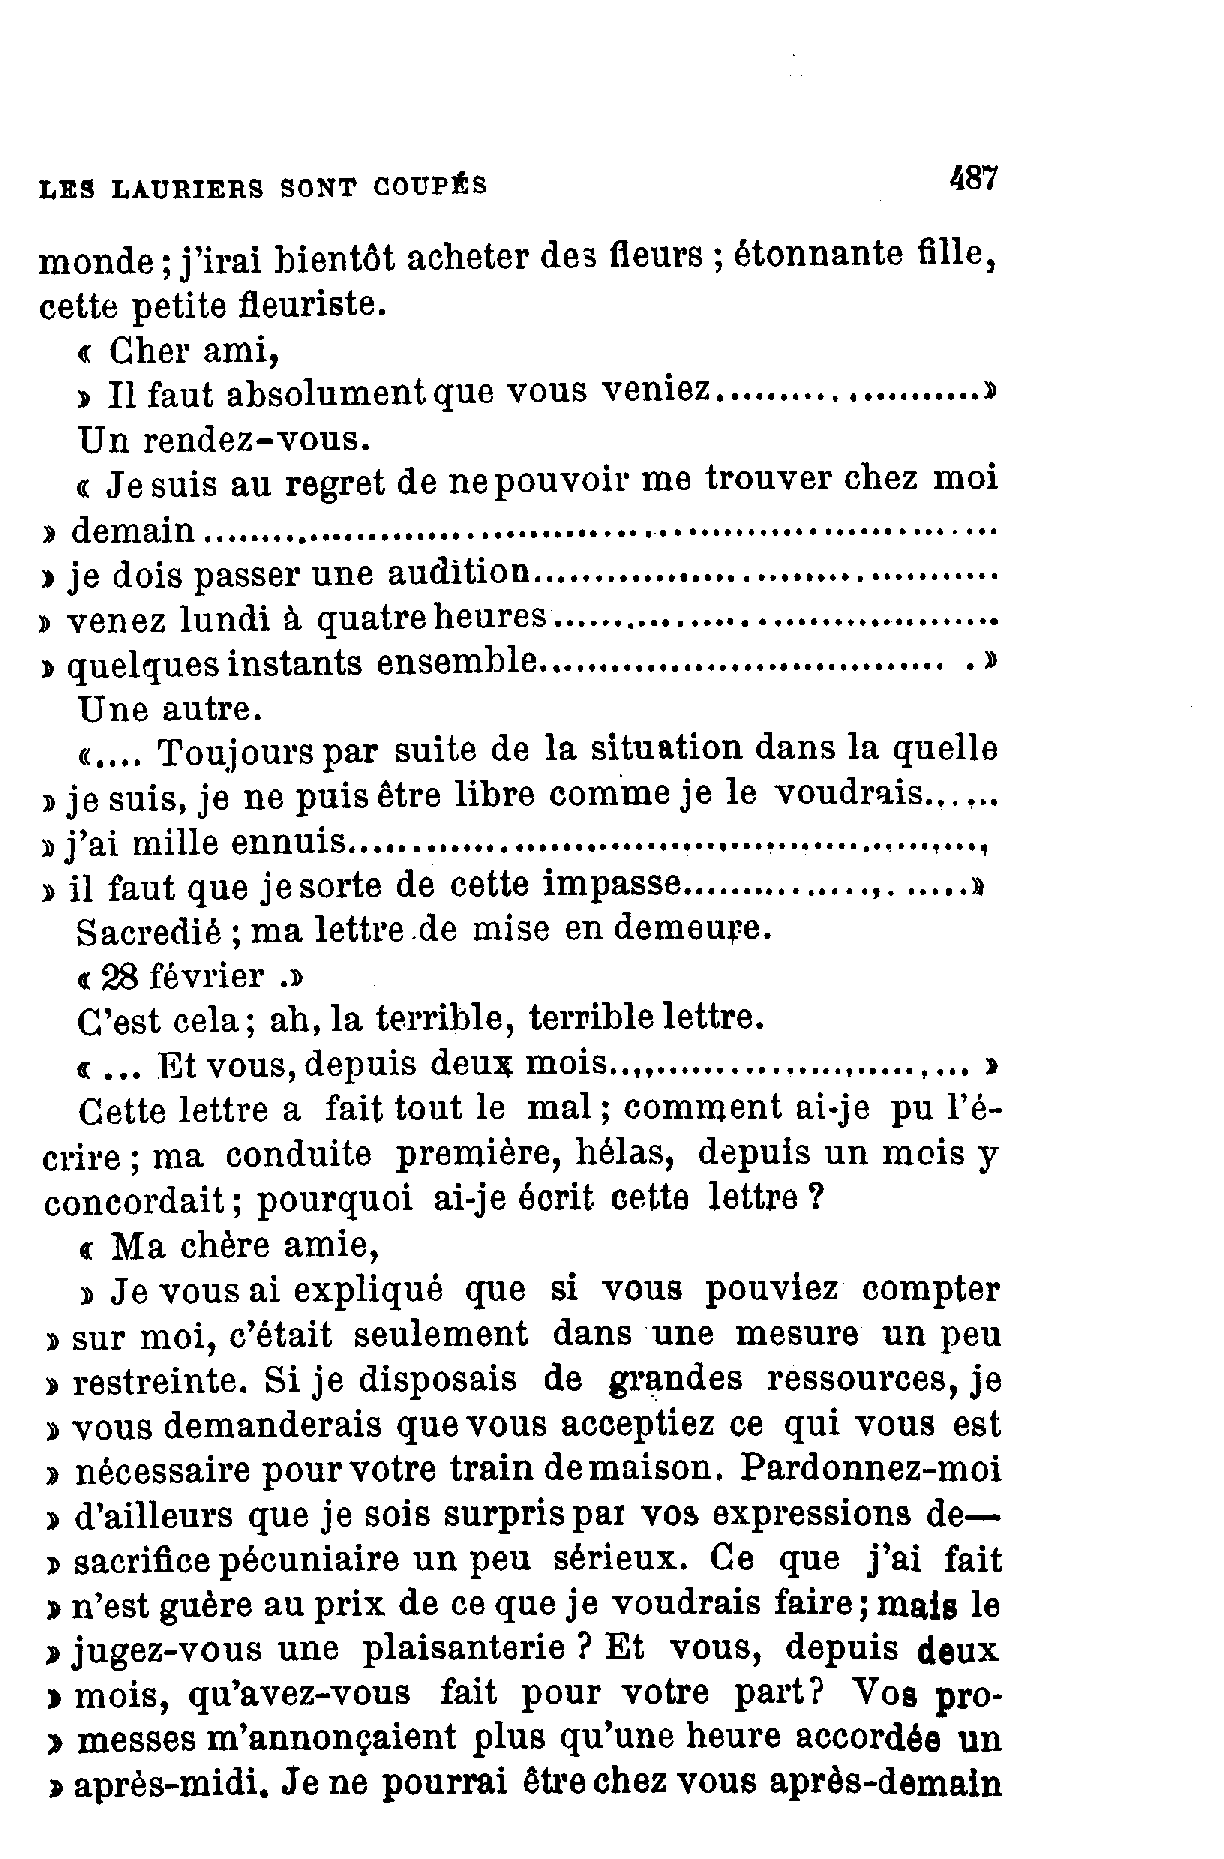 LES LAURIERS SONT COUPÉS 487
monde ; j'irai bientôt acheter des fleurs ; étonnante fille,
cette petite fleuriste.
« Cher ami,
» Il faut absolument que vous veniez......................»
Un rendez-vous.
« Je suis au regret de ne pouvoir me trouver chez moi
» demain..................................................................
» je dois passer une audition.......................................
» venez lundi à quatre heures.....................................
» quelques instants ensemble.................................. . »
Une autre.
«.... Toujours par suite de la situation dans la quelle
» je suis, je ne puis être libre comme je le voudrais......
» j'ai mille ennuis.....................................................,
» il faut que je sorte de cette impasse................,. .....»
Sacredié ; ma lettre de mise en demeure.
« 28 février .»
C'est cela ; ah, la terrible, terrible lettre.
« ... Et vous, depuis deux mois.............................. »
Cette lettre a fait tout le mal ; comment ai-je pu l'é-
crire ; ma conduite première, hélas, depuis un mois y
concordait ; pourquoi ai-je écrit cette lettre ?
« Ma chère amie,
» Je vous ai expliqué que si vous pouviez compter
» sur moi, c'était seulement dans une mesure un peu
» restreinte. Si je disposais de grandes ressources, je
» vous demanderais que vous acceptiez ce qui vous est
» nécessaire pour votre train de maison. Pardonnez-moi
» d'ailleurs que je sois surpris par vos expressions de—
» sacrifice pécuniaire un peu sérieux. Ce que j'ai fait
» n'est guère au prix de ce que je voudrais faire ; mais le
» jugez-vous une plaisanterie ? Et vous, depuis deux
» mois, qu'avez-vous fait pour votre part? Vos pro-
» messes m'annonçaient plus qu'une heure accordée un
» après-midi. Je ne pourrai être chez vous après-demain